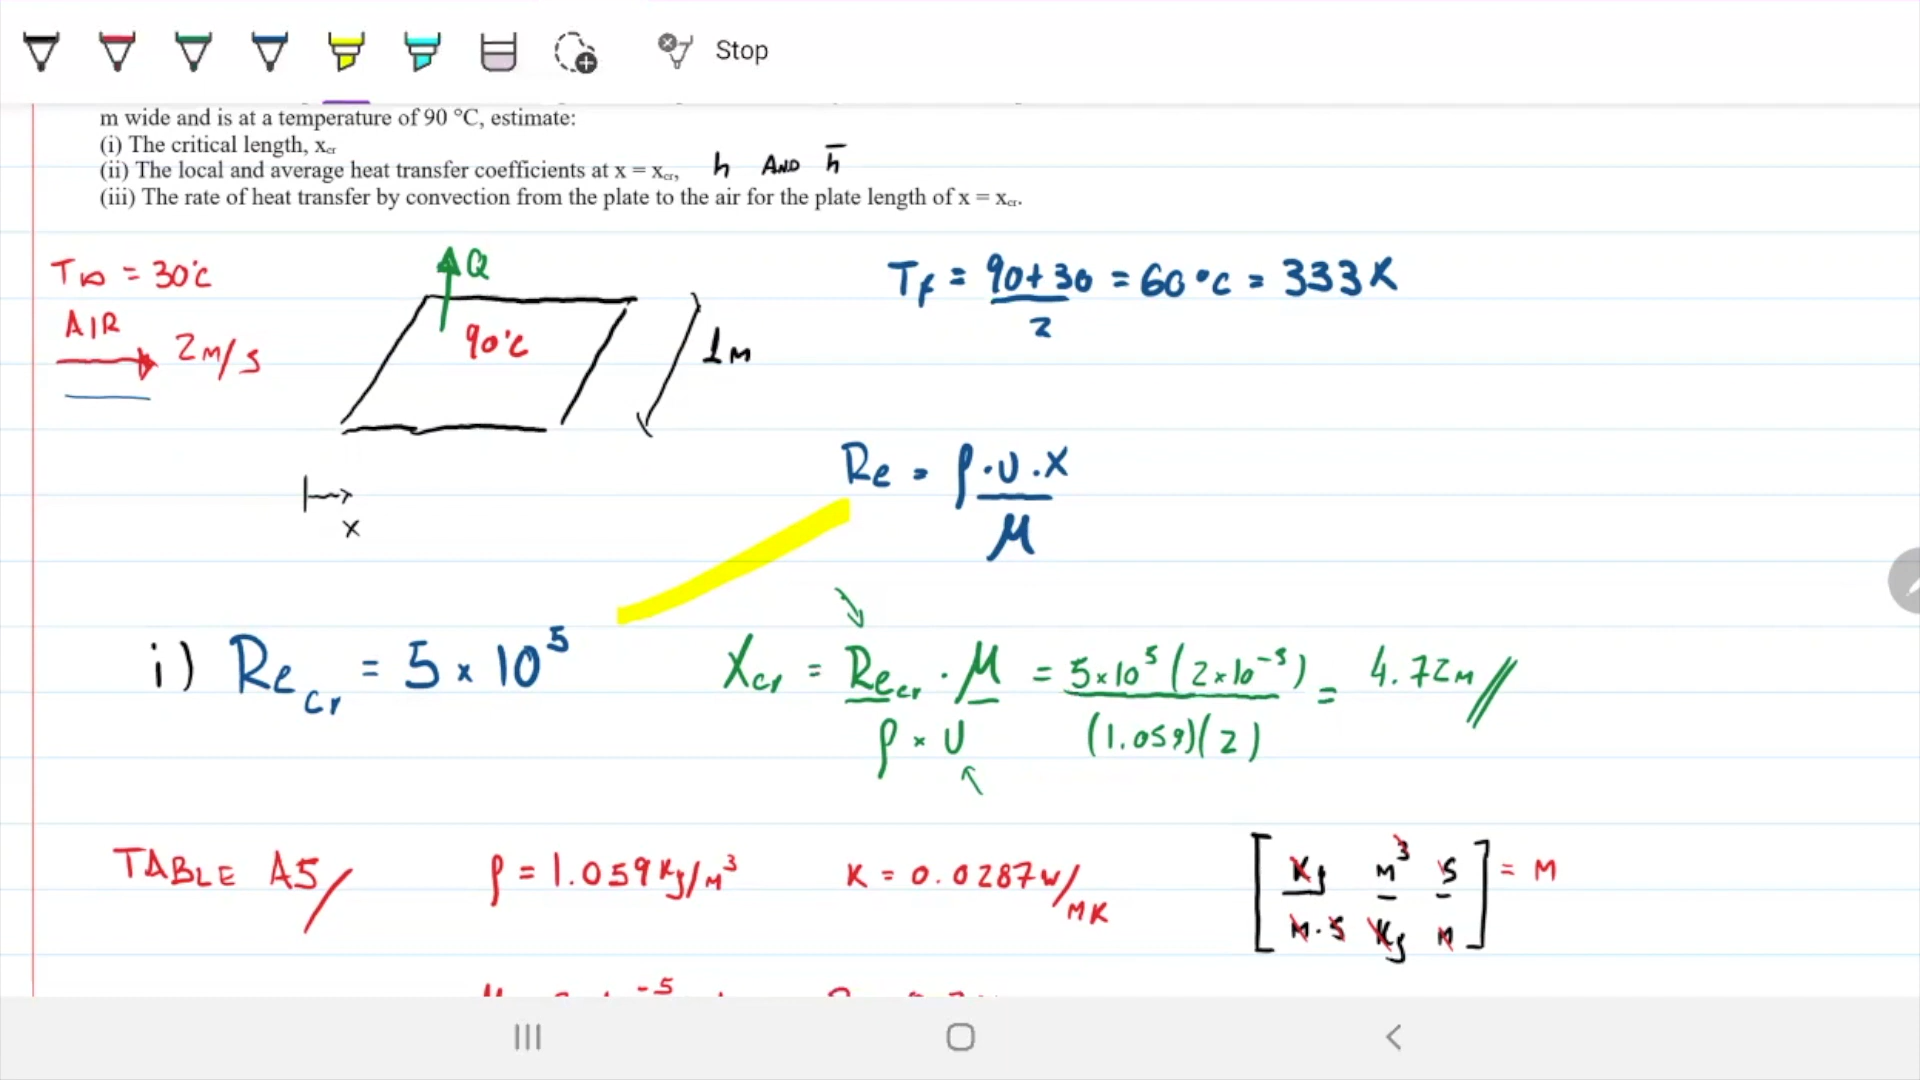 Stop
m wide and is at a temperature of 90 °C, estimate:
(i) The critical length, xcr
(ii) The local and average heat transfer coefficients at x = xcr, h AND h̅
(iii) The rate of heat transfer by convection from the plate to the air for the plate length of x = xcr.
T∞ = 30°C
AIR
2 M/S
Q
90°C
1 M
x
Tf = 90+30 / 2 = 60°C = 333 K
Re = ρ·U·X / μ
i) Recr = 5 × 10^5
Xcr = Recr · μ / ρ × U = 5×10^5 (2×10^-5) / (1.059)(2) = 4.72 M //
TABLE A5/
ρ = 1.059 Kg/M³
K = 0.0287 W/MK
[Kg/M·S M³/Kg S/M] = M